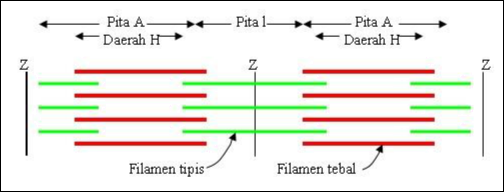 Pita A Pita l Pita A
Daerah H Daerah H
Z Z Z
Filamen tipis Filamen tebal